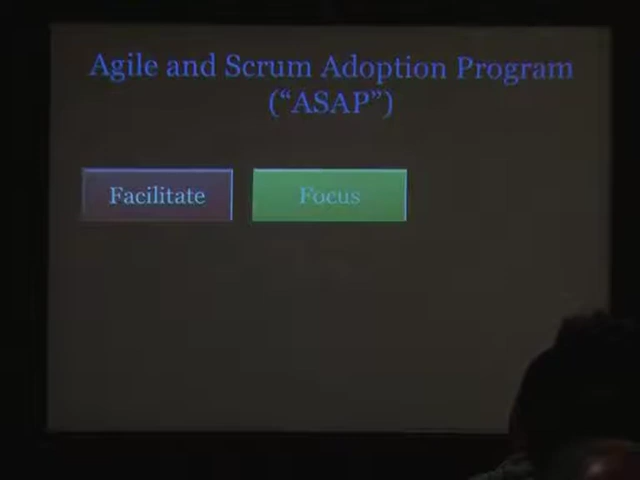 Agile and Scrum Adoption Program
(“ASAP”)
Facilitate
Focus